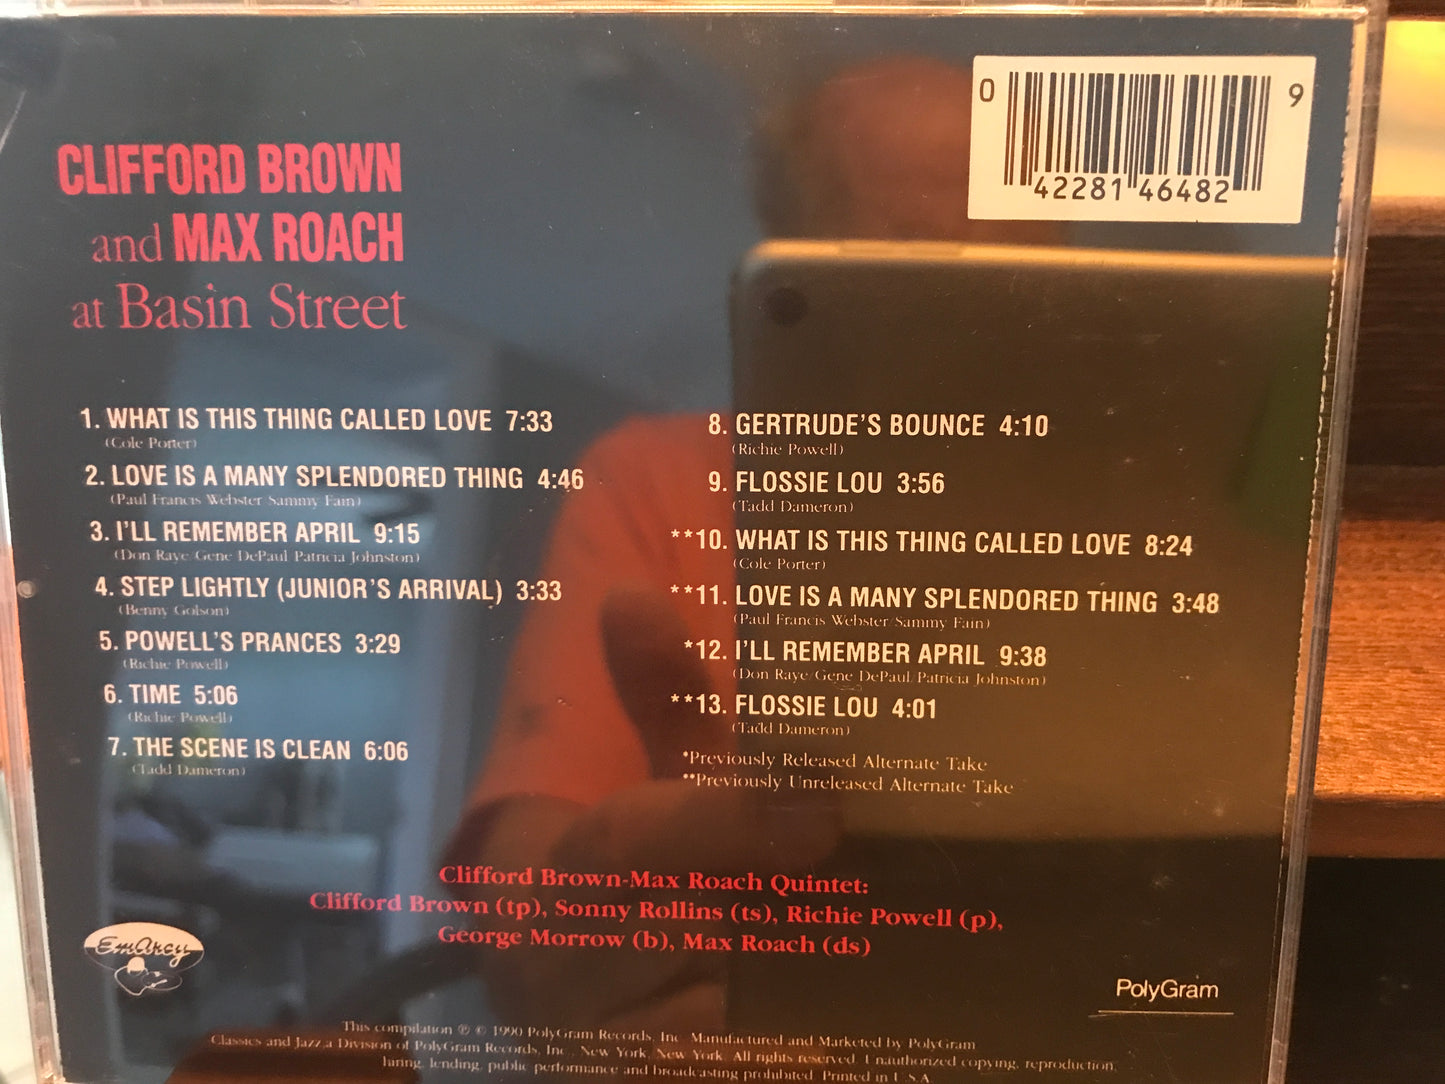 CLIFFORD BROWN
and MAX ROACH
at Basin Street
0 42281 46482 9
1. WHAT IS THIS THING CALLED LOVE 7:33
(Cole Porter)
2. LOVE IS A MANY SPLENDORED THING 4:46
(Paul Francis Webster/Sammy Fain)
3. I'LL REMEMBER APRIL 9:15
(Don Raye/Gene DePaul/Patricia Johnston)
4. STEP LIGHTLY (JUNIOR'S ARRIVAL) 3:33
(Benny Golson)
5. POWELL'S PRANCES 3:29
(Richie Powell)
6. TIME 5:06
(Richie Powell)
7. THE SCENE IS CLEAN 6:06
(Tadd Dameron)
8. GERTRUDE'S BOUNCE 4:10
(Richie Powell)
9. FLOSSIE LOU 3:56
(Tadd Dameron)
**10. WHAT IS THIS THING CALLED LOVE 8:24
(Cole Porter)
**11. LOVE IS A MANY SPLENDORED THING 3:48
(Paul Francis Webster/Sammy Fain)
*12. I'LL REMEMBER APRIL 9:38
(Don Raye/Gene DePaul/Patricia Johnston)
**13. FLOSSIE LOU 4:01
(Tadd Dameron)
*Previously Released Alternate Take
**Previously Unreleased Alternate Take
Clifford Brown-Max Roach Quintet:
Clifford Brown (tp), Sonny Rollins (ts), Richie Powell (p),
George Morrow (b), Max Roach (ds)
EmArcy
PolyGram
This compilation ℗ © 1990 PolyGram Records, Inc. Manufactured and Marketed by PolyGram
Classics and Jazz, a Division of PolyGram Records, Inc., New York, New York. All rights reserved. Unauthorized copying, reproduction,
hiring, lending, public performance and broadcasting prohibited. Printed in U.S.A.